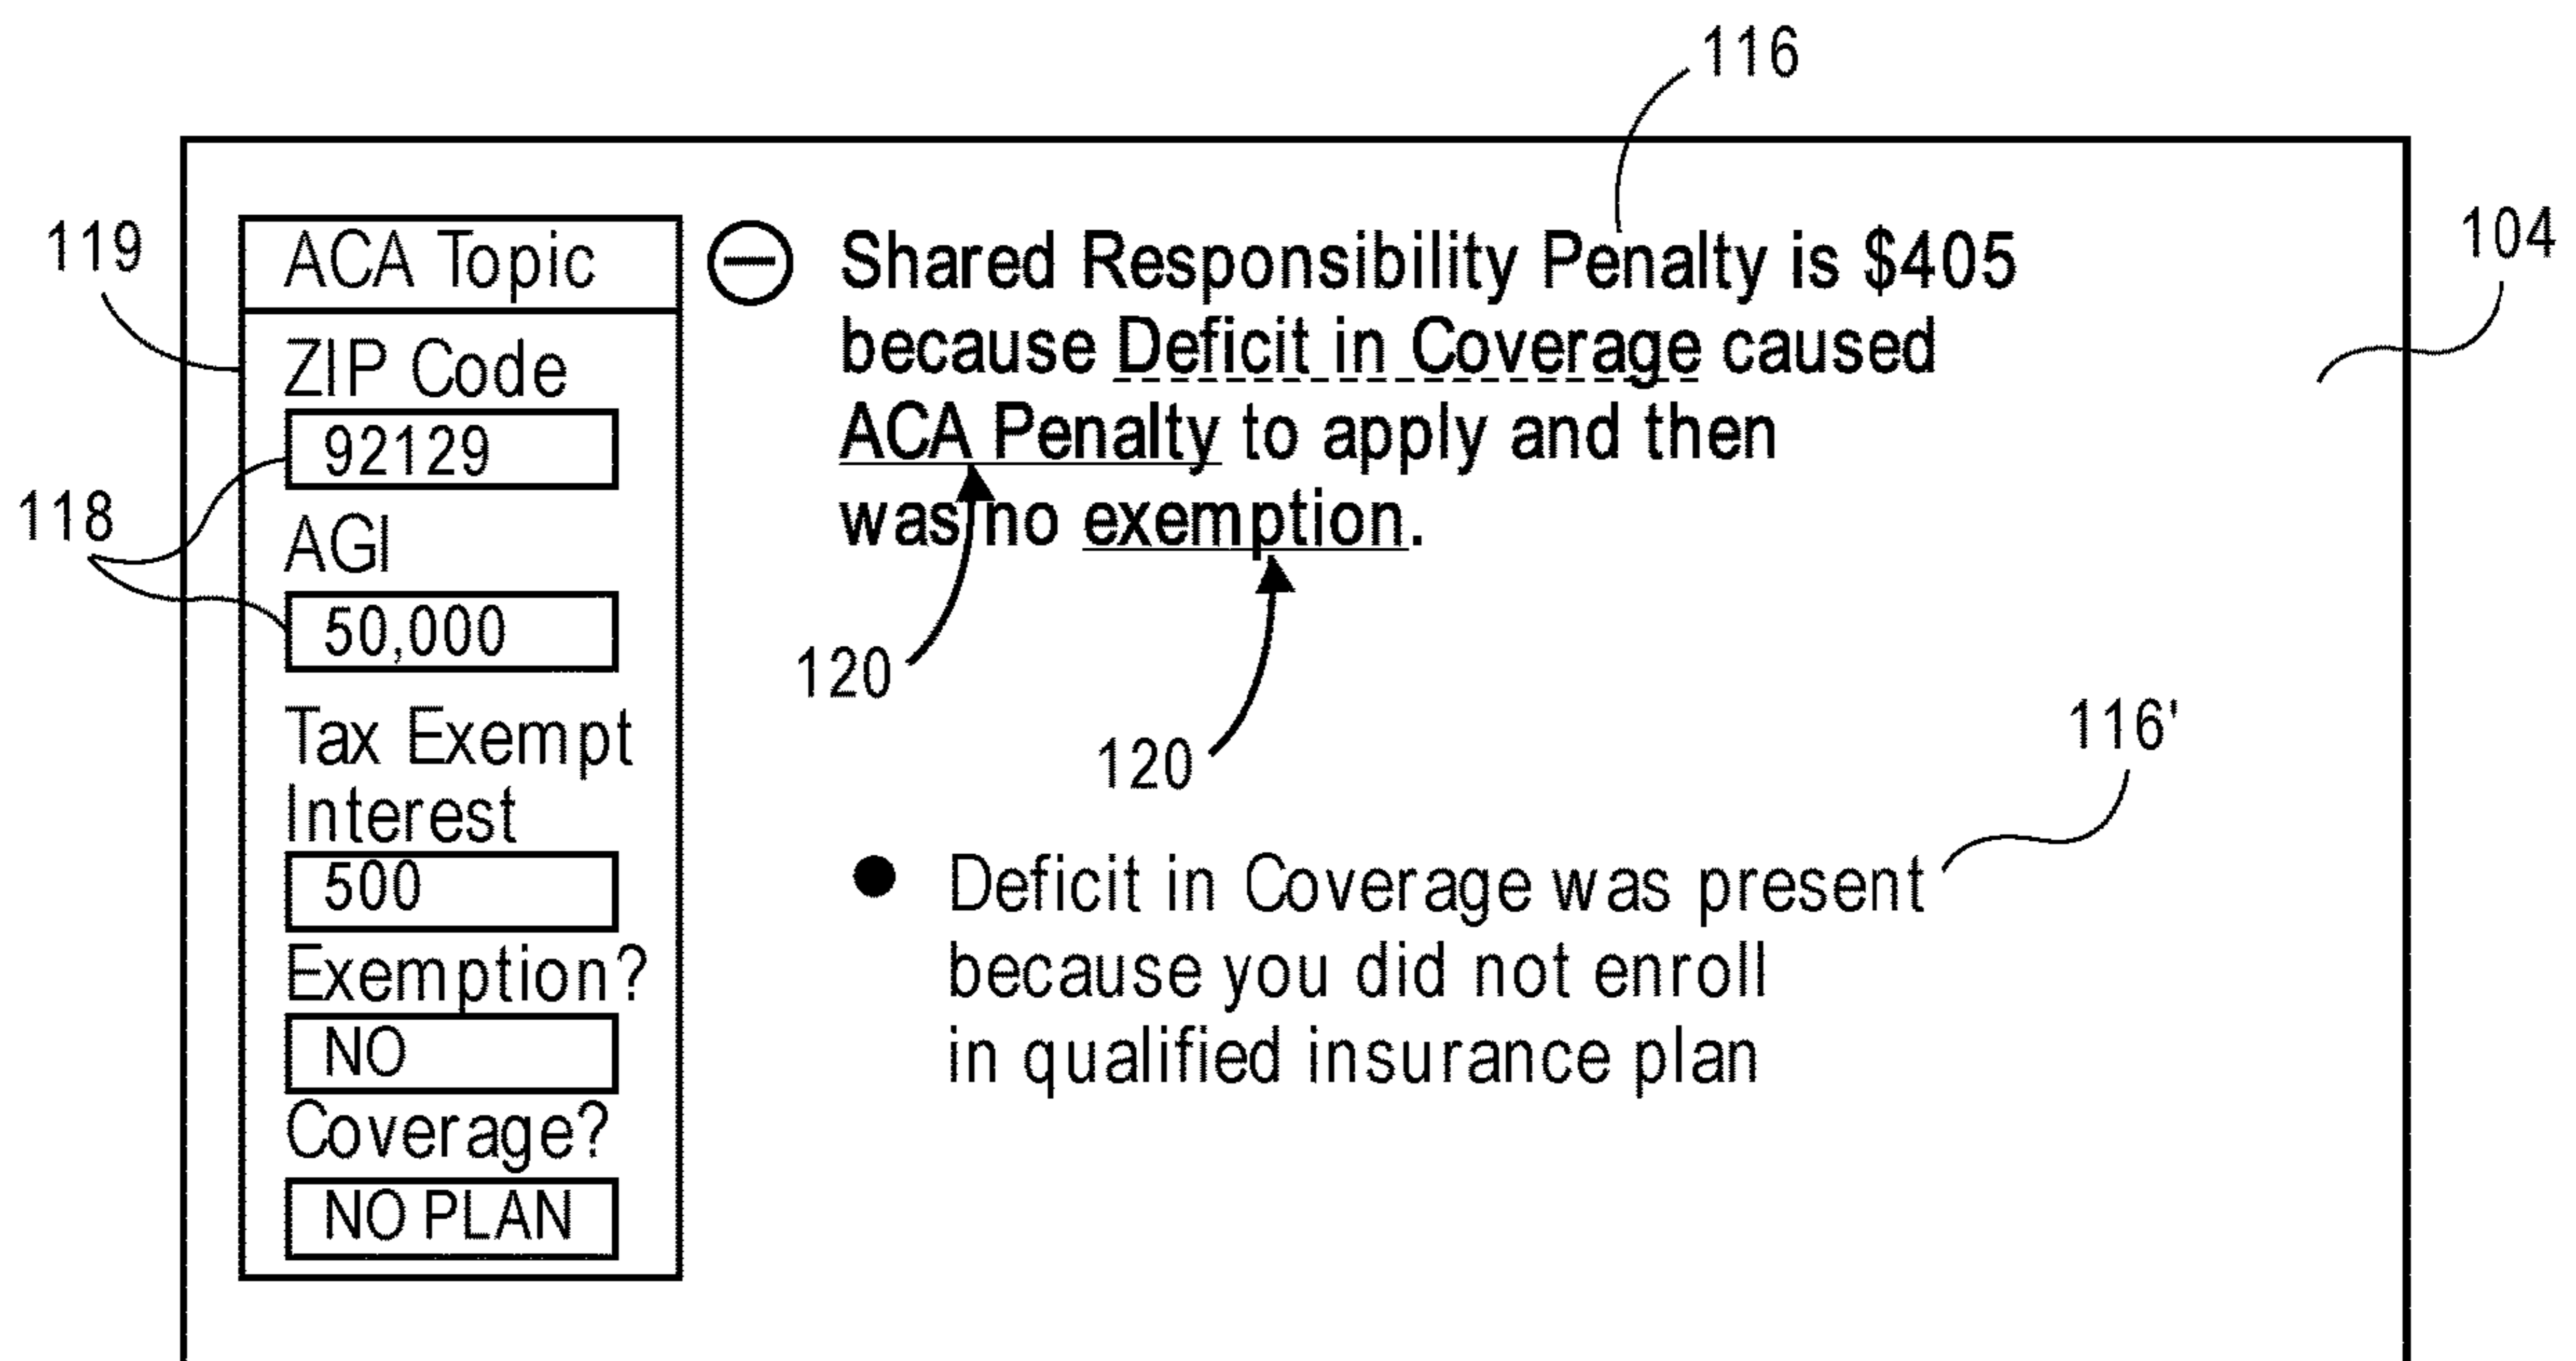 116
119
ACA Topic
Shared Responsibility Penalty is $405
104
because Deficit in Coverage caused
ZIP Code
ACA Penalty to apply and then
92129
118
was no exemption.
AGI
50,000
120
Tax Exempt
116'
120
Interest
500
Deficit in Coverage was present
Exemption?
because you did not enroll
NO
in qualified insurance plan
Coverage?
NO PLAN